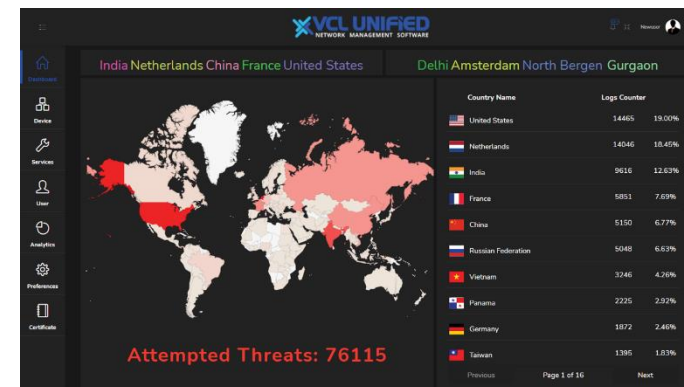 VCL UNIFIED
NETWORK MANAGEMENT SOFTWARE
Newuser
Dashboard
Device
Services
User
Analytics
Preferences
Certificate
India Netherlands China France United States
Delhi Amsterdam North Bergen Gurgaon
Attempted Threats: 76115
Country Name Logs Counter
United States 14465 19.00%
Netherlands 14046 18.45%
India 9616 12.63%
France 5851 7.69%
China 5150 6.77%
Russian Federation 5048 6.63%
Vietnam 3246 4.26%
Panama 2225 2.92%
Germany 1872 2.46%
Taiwan 1395 1.83%
Previous Page 1 of 16 Next